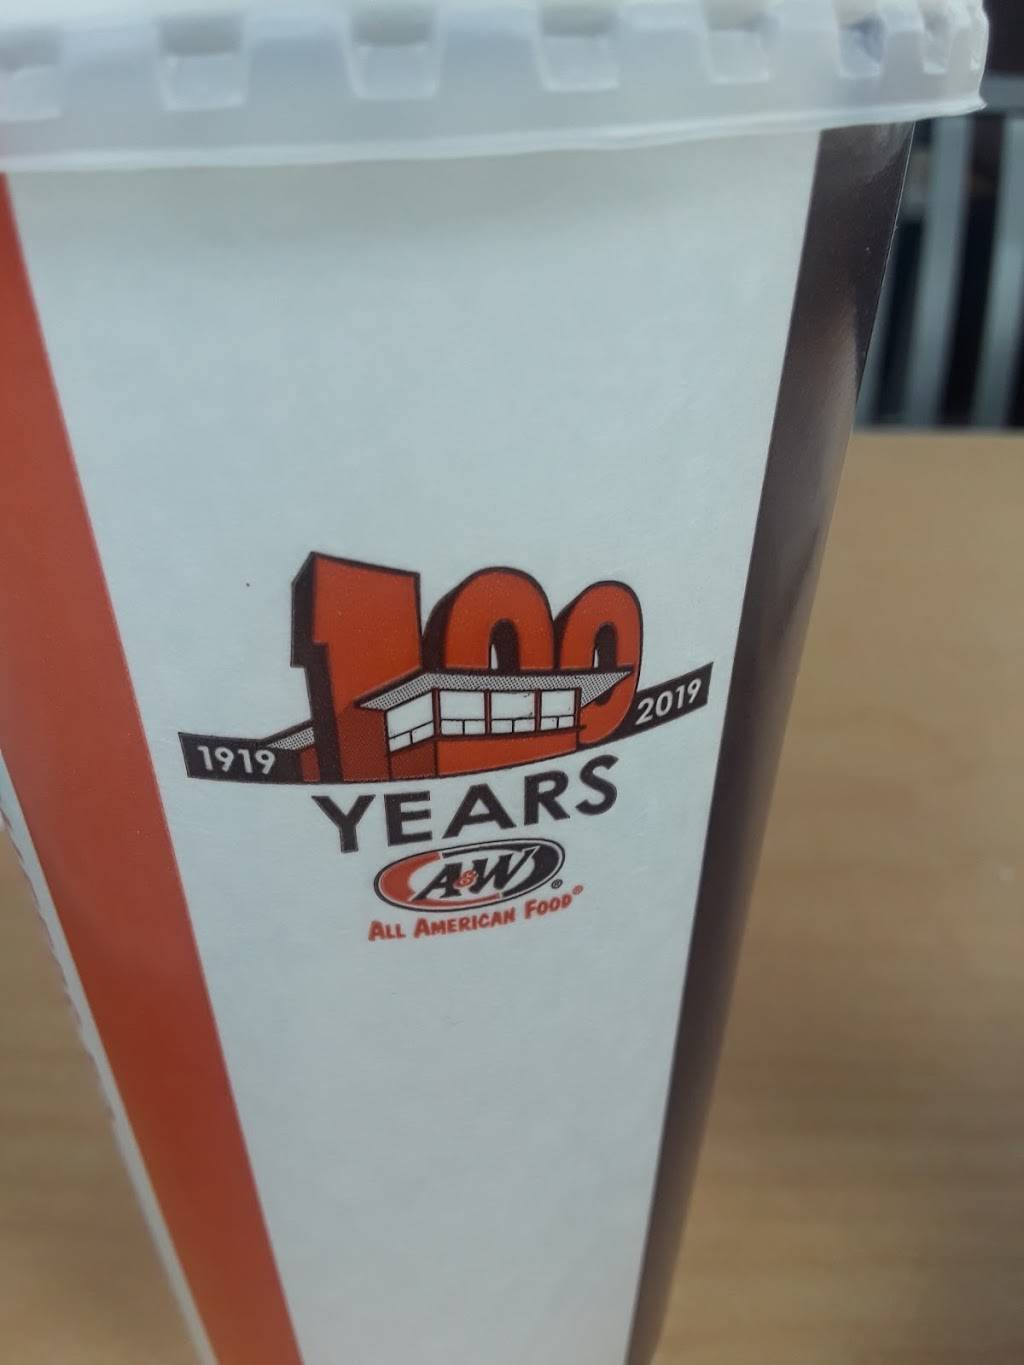 100
1919 2019
YEARS
A&W®
ALL AMERICAN FOOD®